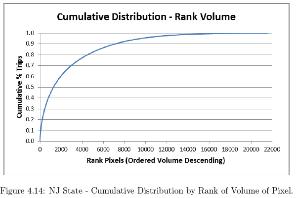 Cumulative Distribution - Rank Volume
Cumulative % Trips
1.0
0.9
0.8
0.7
0.6
0.5
0.4
0.3
0.2
0.1
0.0
0 2000 4000 6000 8000 10000 12000 14000 16000 18000 20000 22000
Rank Pixels (Ordered Volume Descending)
Figure 4.14: NJ State - Cumulative Distribution by Rank of Volume of Pixel.